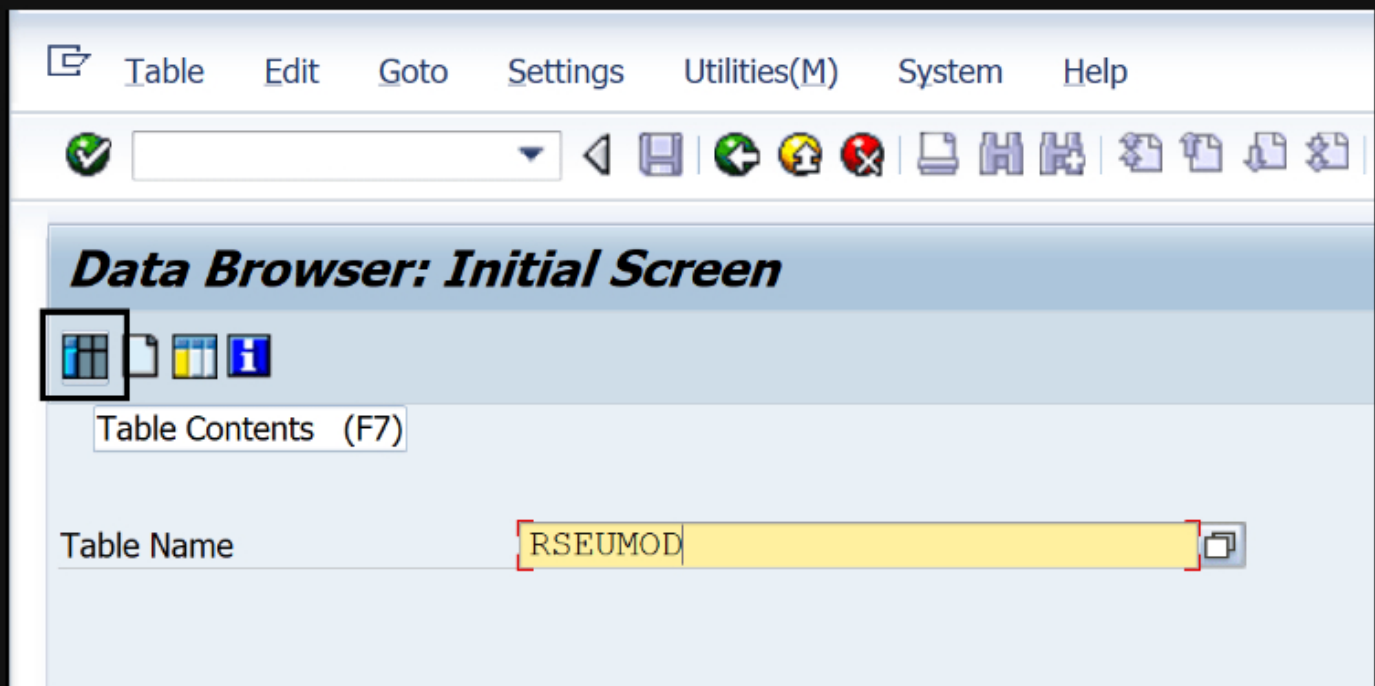 Table Edit Goto Settings Utilities(M) System Help
Data Browser: Initial Screen
Table Contents (F7)
Table Name RSEUMOD